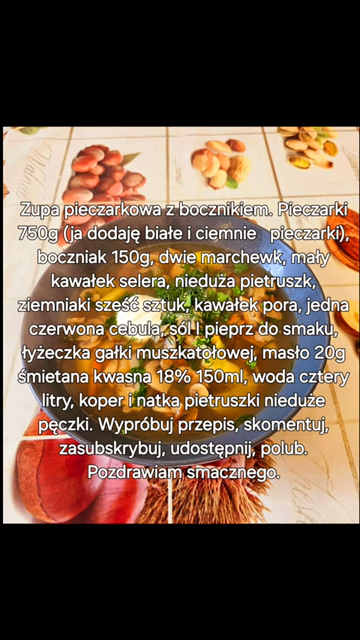 Zupa pieczarkowa z bocznikiem. Pieczarki
750g (ja dodaję białe i ciemnie pieczarki),
boczniak 150g, dwie marchewk, mały
kawałek selera, nieduża pietruszk,
ziemniaki sześć sztuk, kawałek pora, jedna
czerwona cebula, sól I pieprz do smaku,
łyżeczka gałki muszkatołowej, masło 20g
śmietana kwasna 18% 150ml, woda cztery
litry, koper i natka pietruszki nieduże
pęczki. Wypróbuj przepis, skomentuj,
zasubskrybuj, udostępnij, polub.
Pozdrawiam smacznego.